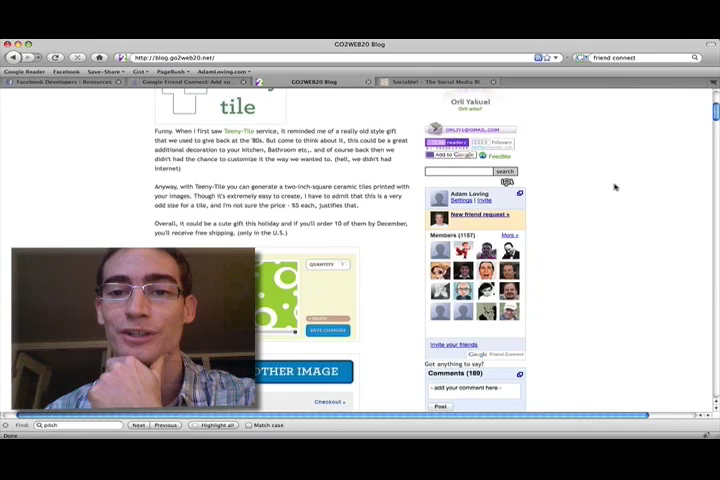 GO2WEB20 Blog
http://blog.go2web20.net/
friend connect
Google Reader Facebook Save-Share Gist PageRush AdamLoving.com
Facebook Developers | Resources
Google Friend Connect: Add so...
GO2WEB20 Blog
Sociable! - The Social Media Bl...
tile
Funny. When I first saw Teeny-Tile service, it reminded me of a really old style gift
that we used to give back at the '80s. But come to think about it, this could be a great
additional decoration to your kitchen, Bathroom etc,. and of course back then we
didn't had the chance to customize it the way we wanted to. (hell, we didn't had
internet)
Anyway, with Teeny-Tile you can generate a two-inch-square ceramic tiles printed with
your images. Though it's extremely easy to create, I have to admit that this is a very
odd size for a tile, and I'm not sure the price - X5 each, justifies that.
Overall, it could be a cute gift this holiday and if you'll order 10 of them by December,
you'll receive free shipping. (only in the U.S.)
QUANTITY 1
SAVE CHANGES
OTHER IMAGE
Checkout »
Orli Yakuel
Orli who?
readers
Add to Google
FeedMe
search
Adam Loving
Settings | Invite
New friend request »
Members (1157)
More »
Invite your friends
Google Friend Connect
Got anything to say?
Comments (189)
- add your comment here -
Post
Find: pitch Next Previous Highlight all Match case
Done